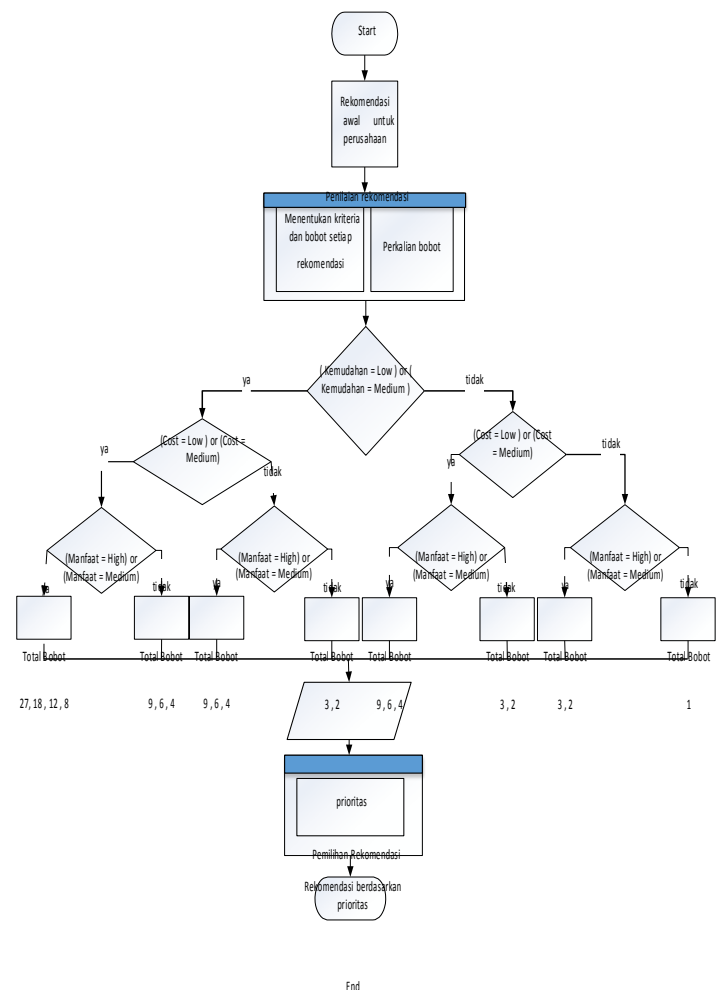 Start
Rekomendasi
awal untuk
perusahaan
Penilaian rekomendasi
Menentukan kriteria
dan bobot setiap
rekomendasi
Perkalian bobot
( Kemudahan = Low ) or (
Kemudahan = Medium )
ya
tidak
(Cost = Low ) or (Cost =
Medium)
ya
tidak
(Cost = Low ) or (Cost
= Medium)
ya
tidak
(Manfaat = High) or
(Manfaat = Medium)
(Manfaat = High) or
(Manfaat = Medium)
(Manfaat = High) or
(Manfaat = Medium)
(Manfaat = High) or
(Manfaat = Medium)
ya
tidak
ya
tidak
ya
tidak
ya
tidak
Total Bobot
Total Bobot
Total Bobot
Total Bobot
Total Bobot
Total Bobot
Total Bobot
Total Bobot
27, 18 , 12 , 8
9 , 6 , 4
9 , 6 , 4
3 , 2
9 , 6 , 4
3 , 2
3 , 2
1
prioritas
Pemilihan Rekomendasi
Rekomendasi berdasarkan
prioritas
End